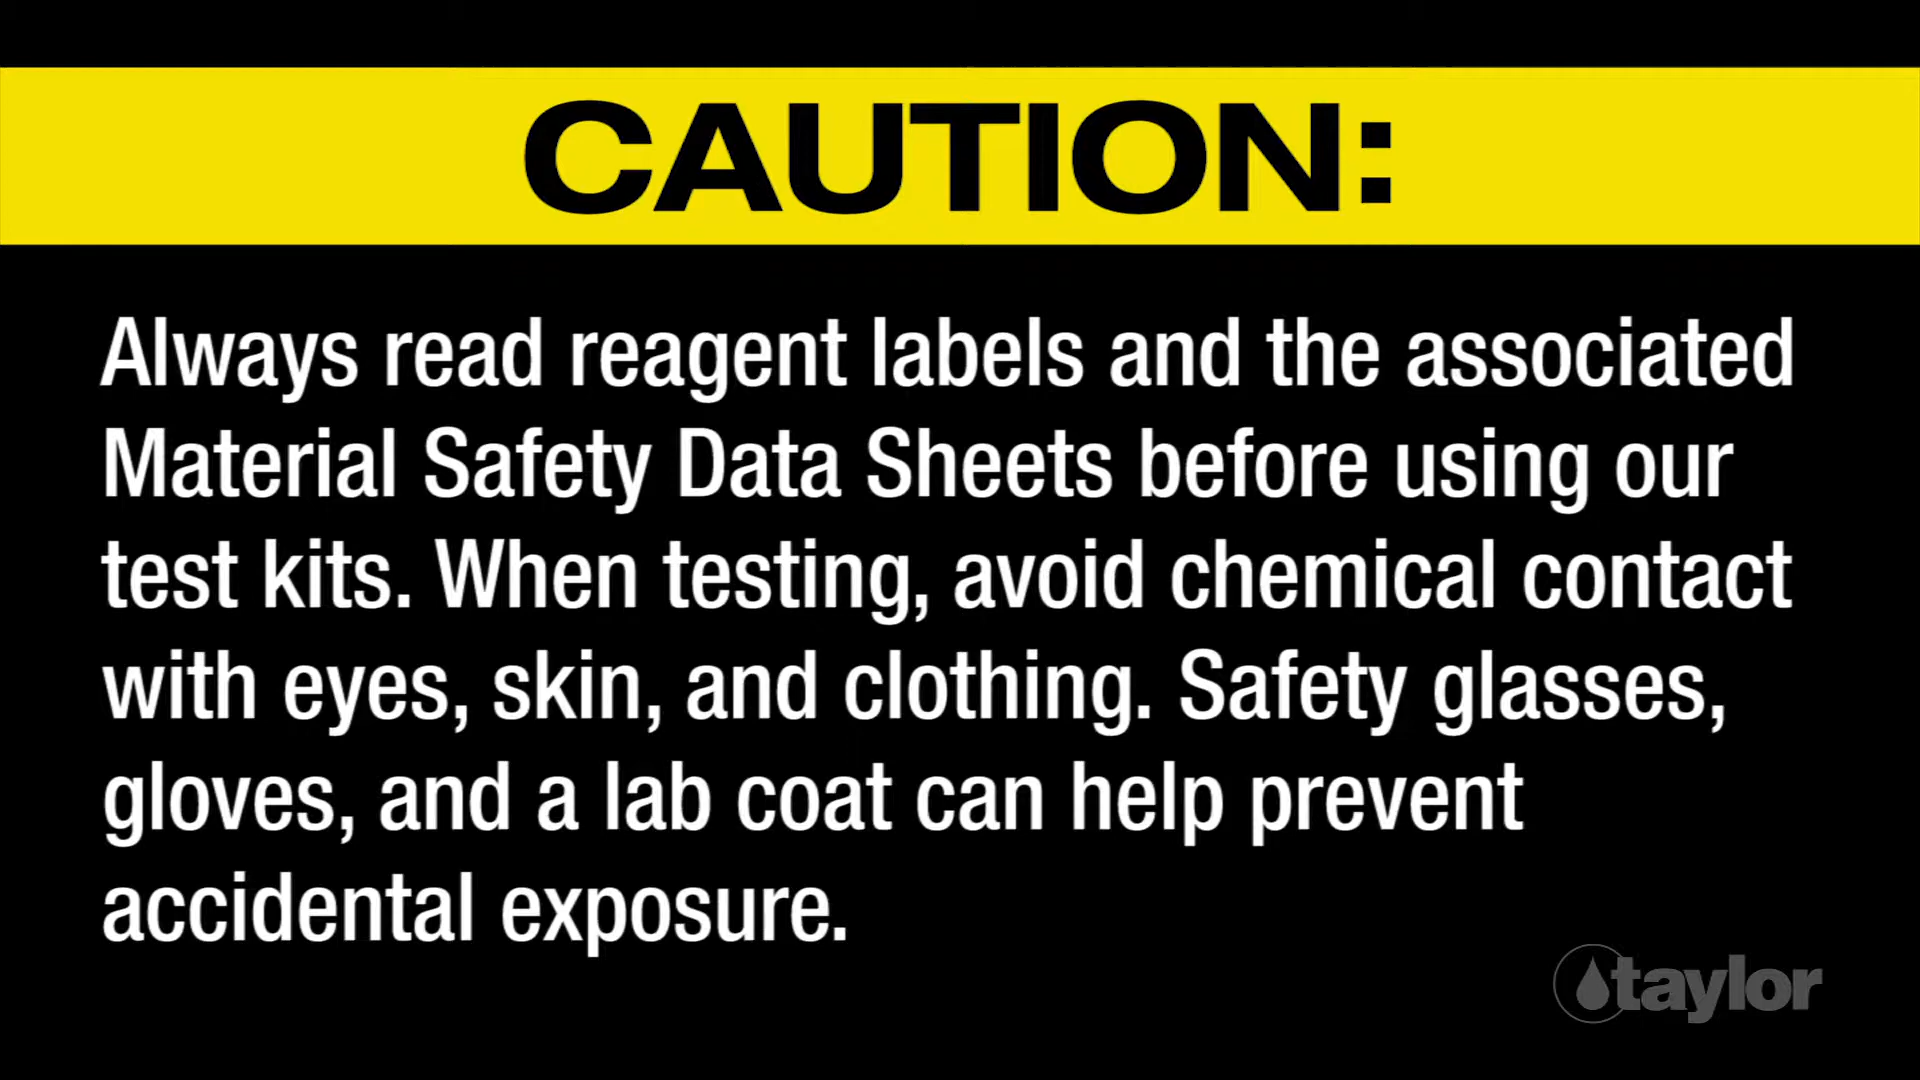 CAUTION:
Always read reagent labels and the associated
Material Safety Data Sheets before using our
test kits. When testing, avoid chemical contact
with eyes, skin, and clothing. Safety glasses,
gloves, and a lab coat can help prevent
accidental exposure.
taylor